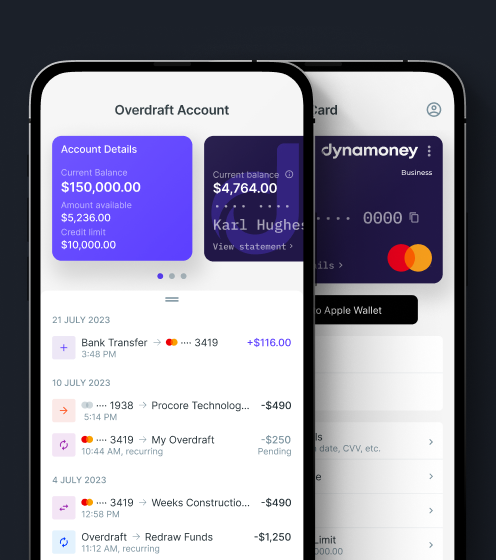 Overdraft Account
Account Details
Current Balance
$150,000.00
Amount available
$5,236.00
Credit limit
$10,000.00
Current balance
$4,764.00
•••• ••••
Karl Hughes
View statement >
21 JULY 2023
Bank Transfer → •••• 3419 +$116.00
3:48 PM
10 JULY 2023
•••• 1938 → Procore Technolog... -$490
5:14 PM
•••• 3419 → My Overdraft -$250
10:44 AM, recurring Pending
4 JULY 2023
•••• 3419 → Weeks Constructio... -$490
12:58 PM
Overdraft → Redraw Funds -$1,250
11:12 AM, recurring
Card
dynamoney
Business
•••• 0000
ils >
to Apple Wallet
ls
date, CVV, etc.
e
Limit
000.00